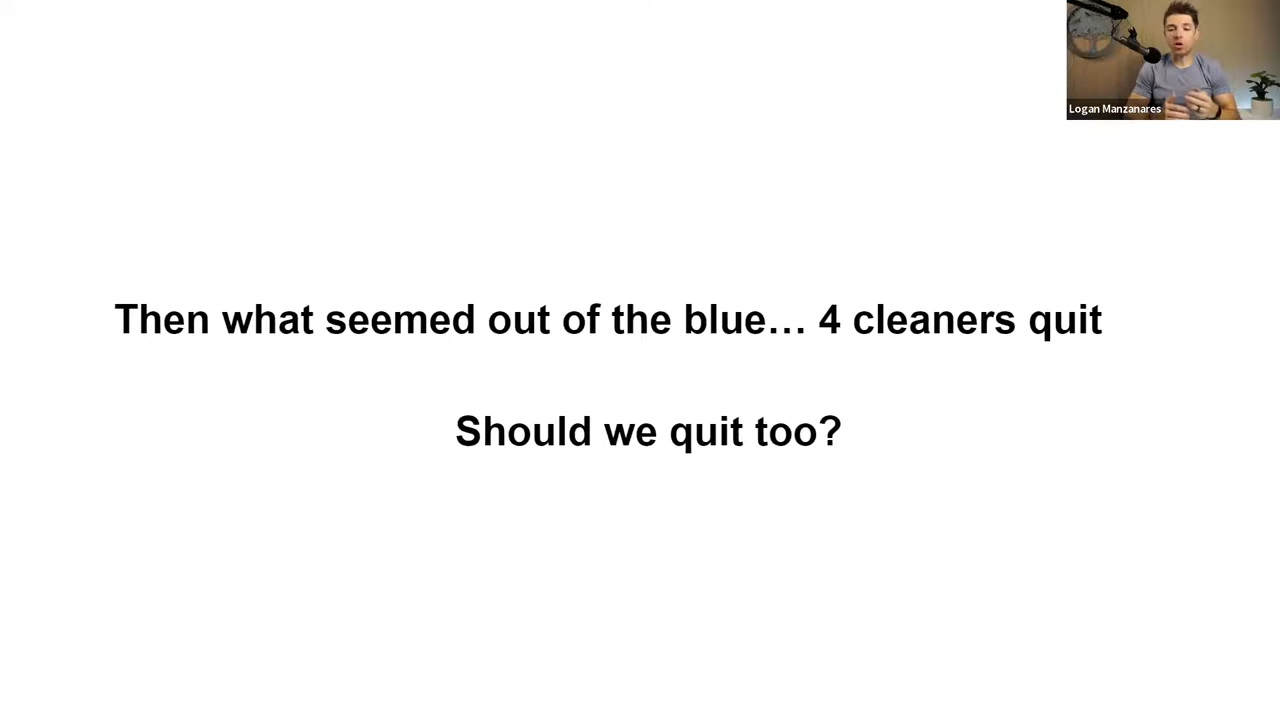 Logan Manzanares
Then what seemed out of the blue… 4 cleaners quit
Should we quit too?